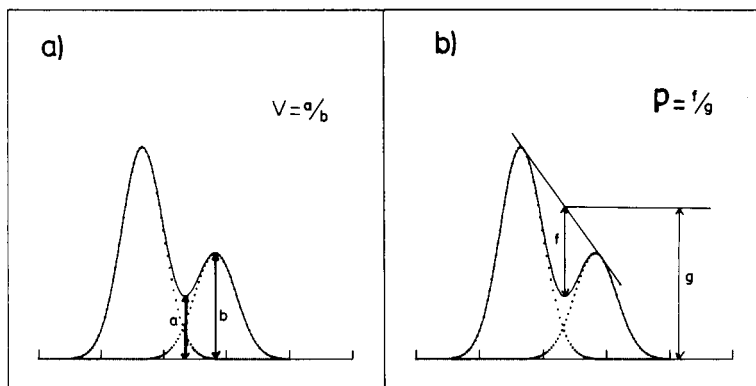 a)
V = a/b
a
b
b)
P = f/g
f
g